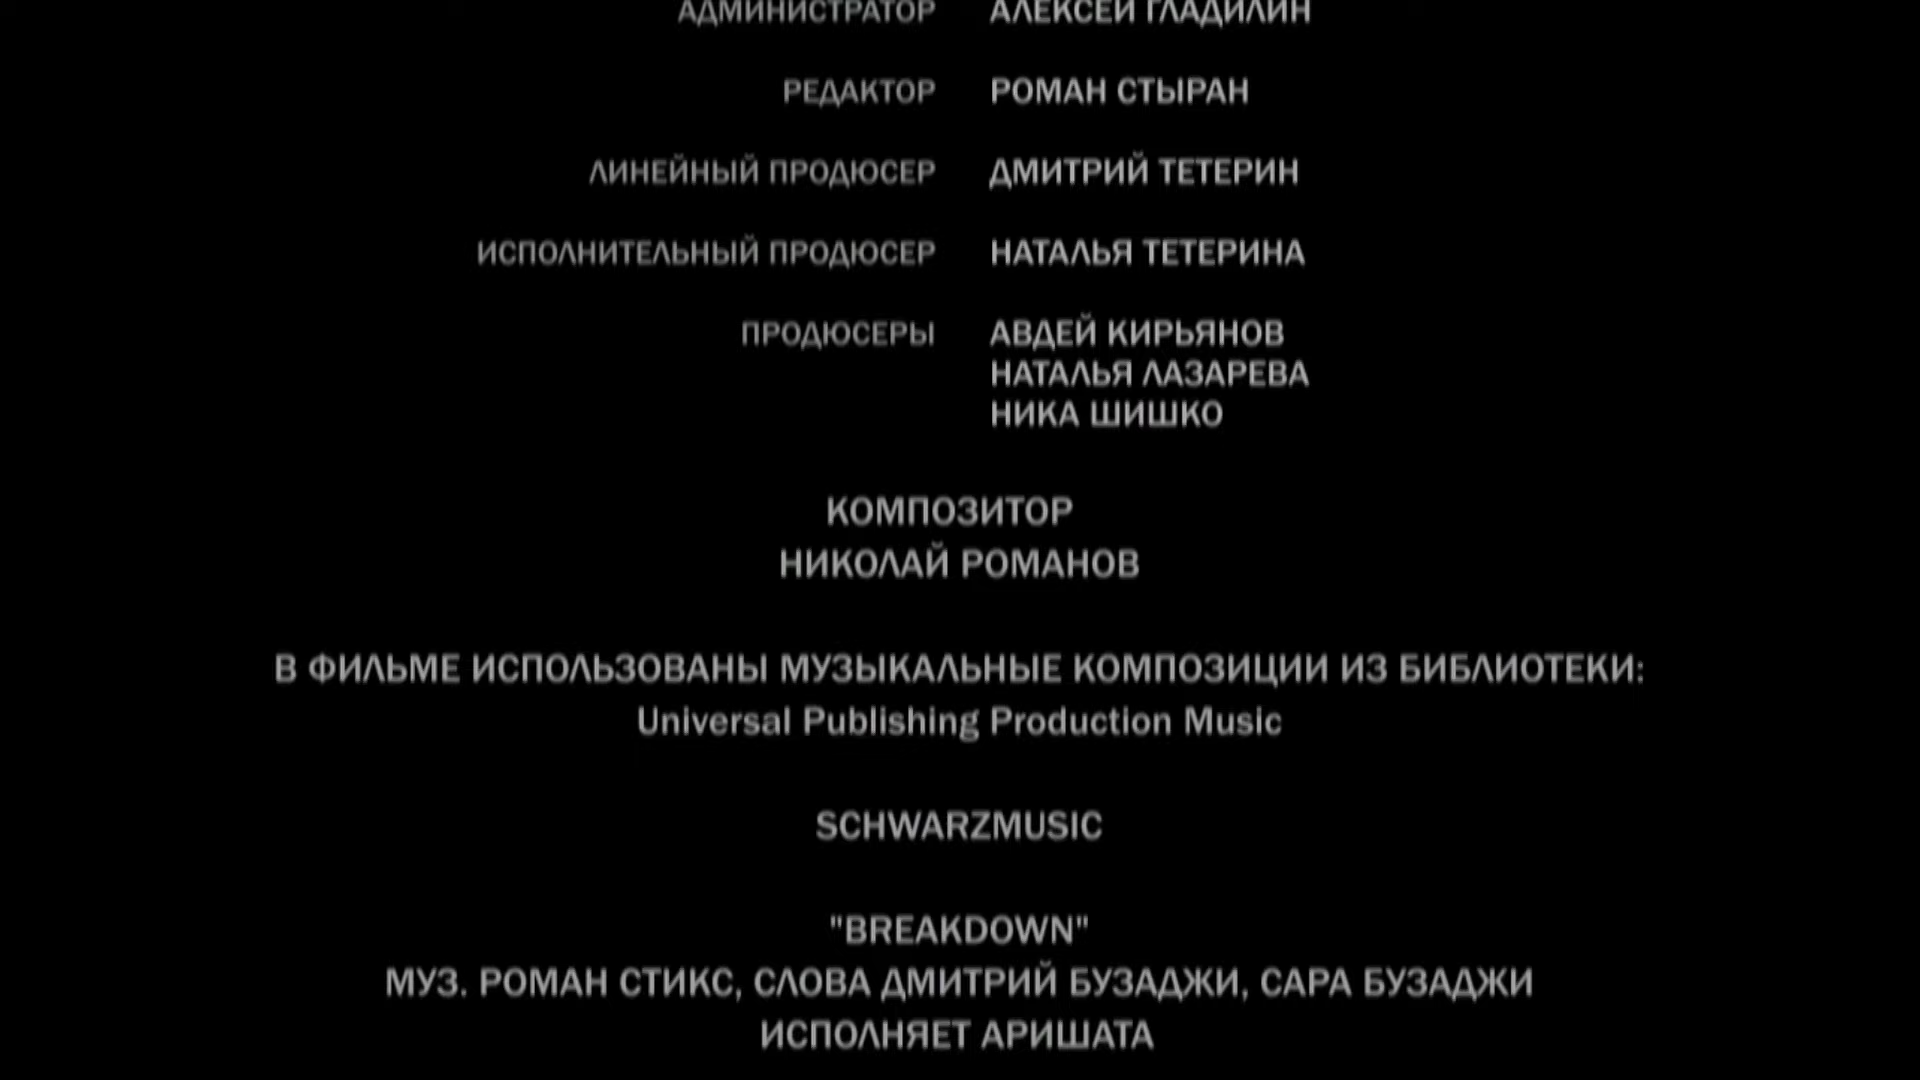 АДМИНИСТРАТОР АЛЕКСЕЙ ГЛАДИЛИН
РЕДАКТОР РОМАН СТЫРАН
ЛИНЕЙНЫЙ ПРОДЮСЕР ДМИТРИЙ ТЕТЕРИН
ИСПОЛНИТЕЛЬНЫЙ ПРОДЮСЕР НАТАЛЬЯ ТЕТЕРИНА
ПРОДЮСЕРЫ АВДЕЙ КИРЬЯНОВ
НАТАЛЬЯ ЛАЗАРЕВА
НИКА ШИШКО
КОМПОЗИТОР
НИКОЛАЙ РОМАНОВ
В ФИЛЬМЕ ИСПОЛЬЗОВАНЫ МУЗЫКАЛЬНЫЕ КОМПОЗИЦИИ ИЗ БИБЛИОТЕКИ:
Universal Publishing Production Music
SCHWARZMUSIC
"BREAKDOWN"
МУЗ. РОМАН СТИКС, СЛОВА ДМИТРИЙ БУЗАДЖИ, САРА БУЗАДЖИ
ИСПОЛНЯЕТ АРИШАТА